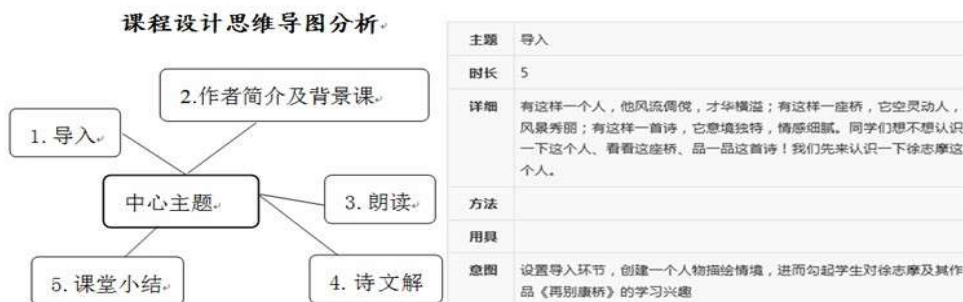 课程设计思维导图分析
2.作者简介及背景课
1.导入
中心主题
3.朗读
5.课堂小结
4.诗文解
主题 导入
时长 5
详细 有这样一个人，他风流倜傥，才华横溢；有这样一座桥，它空灵动人，
风景秀丽；有这样一首诗，它意境独特，情感细腻。同学们想不想认识
一下这个人、看看这座桥、品一品这首诗！我们先来认识一下徐志摩这
个人。
方法
用具
意图 设置导入环节，创建一个人物描绘情境，进而勾起学生对徐志摩及其作
品《再别康桥》的学习兴趣